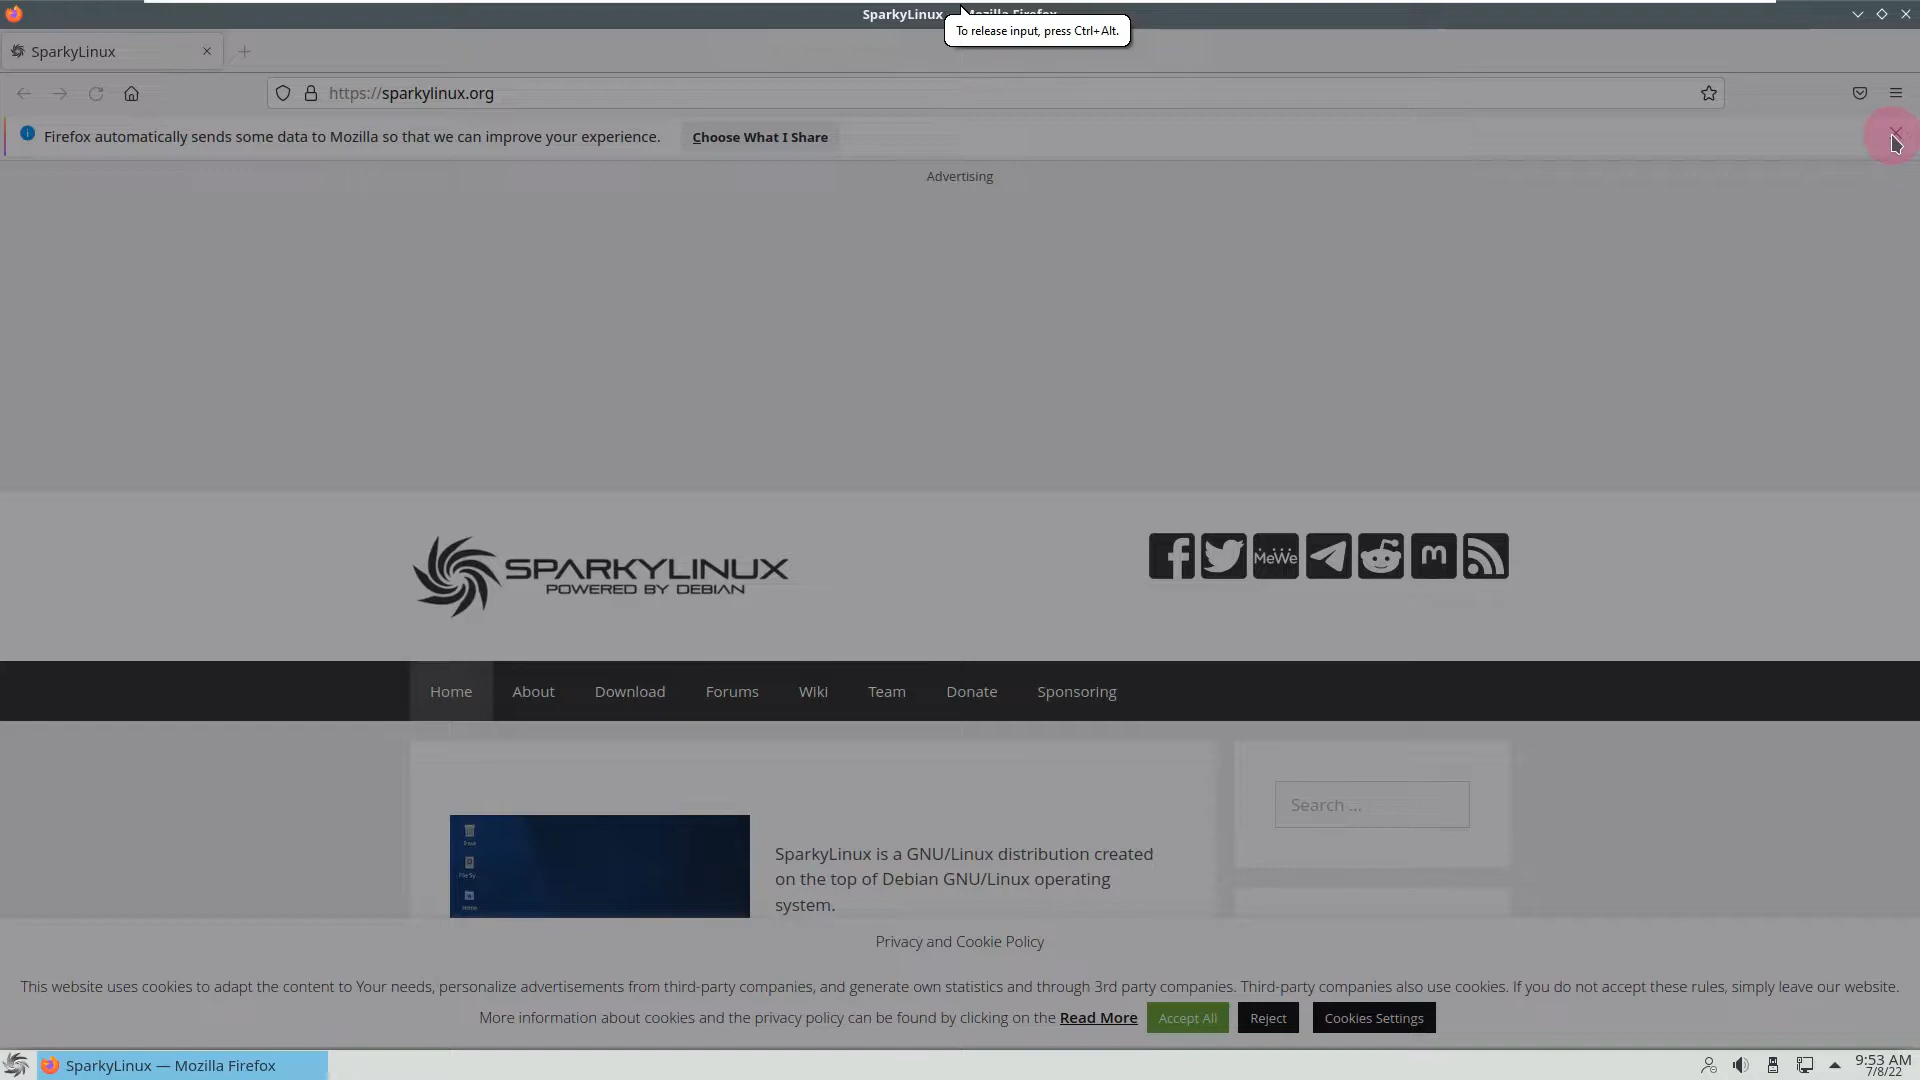 SparkyLinux — Mozilla Firefox
To release input, press Ctrl+Alt.
SparkyLinux
https://sparkylinux.org
Firefox automatically sends some data to Mozilla so that we can improve your experience.
Choose What I Share
Advertising
SPARKYLINUX
POWERED BY DEBIAN
MeWe
Home
About
Download
Forums
Wiki
Team
Donate
Sponsoring
Search ...
SparkyLinux is a GNU/Linux distribution created
on the top of Debian GNU/Linux operating
system.
Privacy and Cookie Policy
This website uses cookies to adapt the content to Your needs, personalize advertisements from third-party companies, and generate own statistics and through 3rd party companies. Third-party companies also use cookies. If you do not accept these rules, simply leave our website.
More information about cookies and the privacy policy can be found by clicking on the Read More
Accept All
Reject
Cookies Settings
SparkyLinux — Mozilla Firefox
9:53 AM
7/8/22